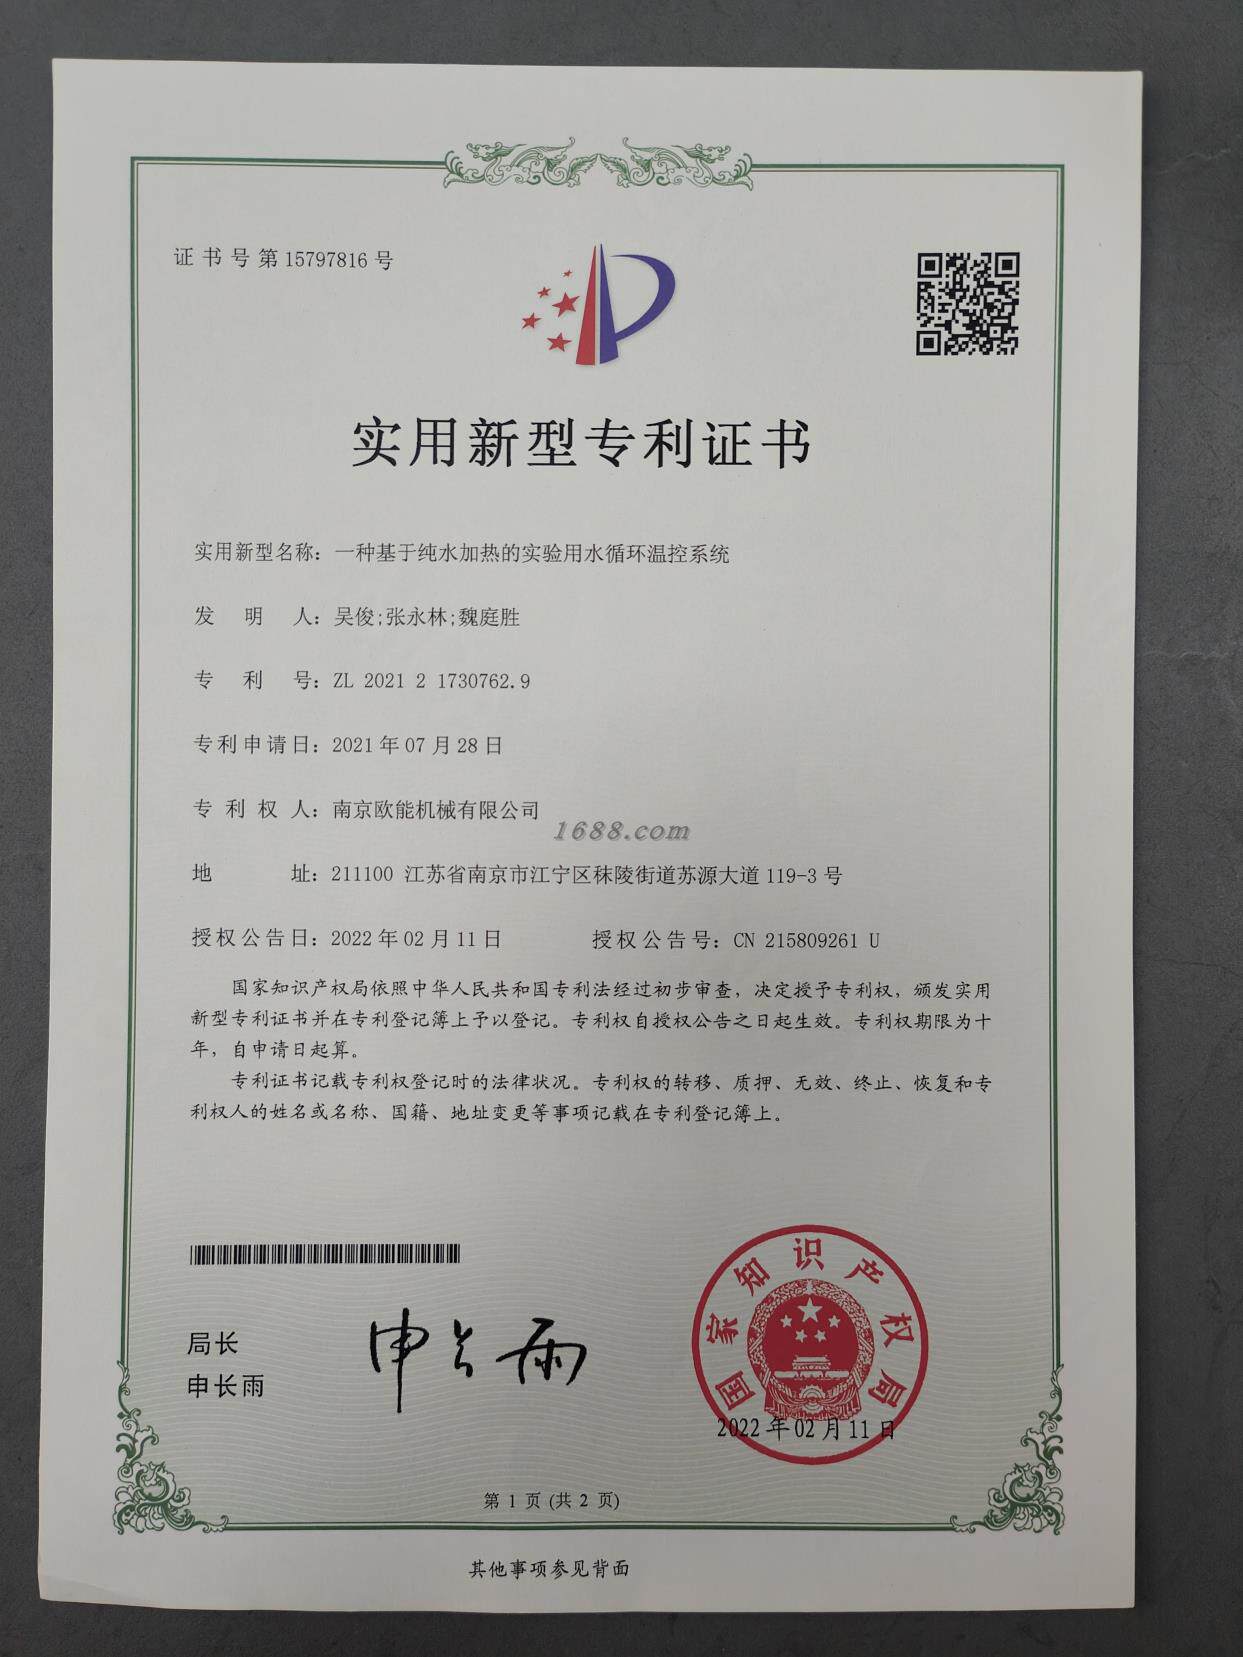 证书号第15797816号
实用新型专利证书
实用新型名称：一种基于纯水加热的实验用水循环温控系统
发明人：吴俊;张永林;魏庭胜
专利号：ZL 2021 2 1730762.9
专利申请日：2021年07月28日
专利权人：南京欧能机械有限公司
1688.com
地址：211100 江苏省南京市江宁区秣陵街道苏源大道119-3号
授权公告日：2022年02月11日 授权公告号：CN 215809261 U
国家知识产权局依照中华人民共和国专利法经过初步审查，决定授予专利权，颁发实用
新型专利证书并在专利登记簿上予以登记。专利权自授权公告之日起生效。专利权期限为十
年，自申请日起算。
专利证书记载专利权登记时的法律状况。专利权的转移、质押、无效、终止、恢复和专
利权人的姓名或名称、国籍、地址变更等事项记载在专利登记簿上。
局长
申长雨
申长雨
国家知识产权局
2022年02月11日
第 1 页 (共 2 页)
其他事项参见背面